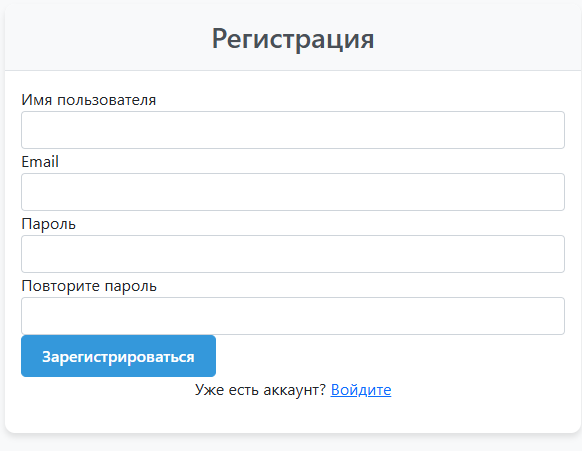 Регистрация
Имя пользователя
Email
Пароль
Повторите пароль
Зарегистрироваться
Уже есть аккаунт? Войдите